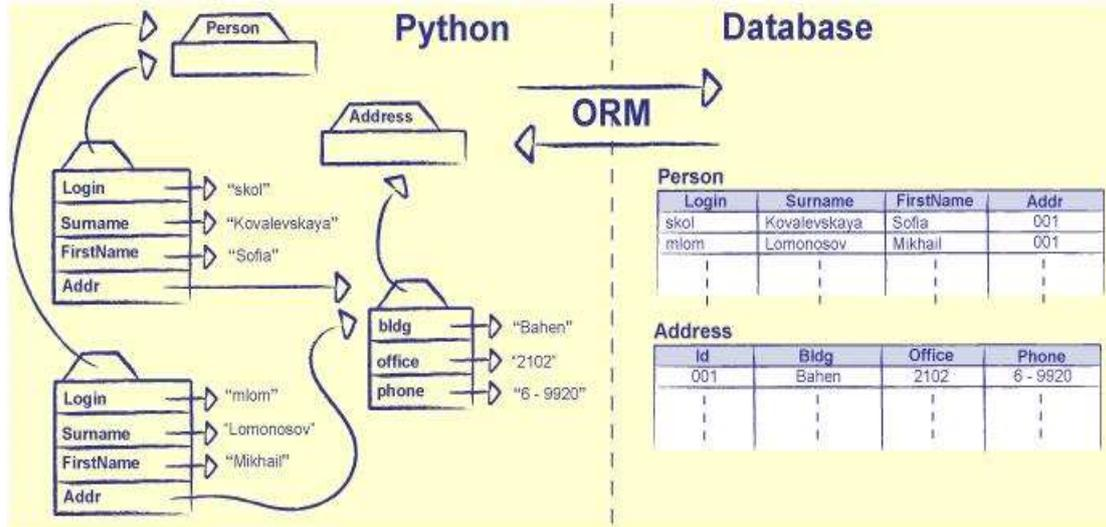 Python
Database
Person
Address
ORM
Login "skol"
Surname "Kovalevskaya"
FirstName "Sofia"
Addr
bldg "Bahen"
office "2102"
phone "6 - 9920"
Login "mlom"
Surname "Lomonosov"
FirstName "Mikhail"
Addr
Person
Login Surname FirstName Addr
skol Kovalevskaya Sofia 001
mlom Lomonosov Mikhail 001
Address
Id Bldg Office Phone
001 Bahen 2102 6 - 9920